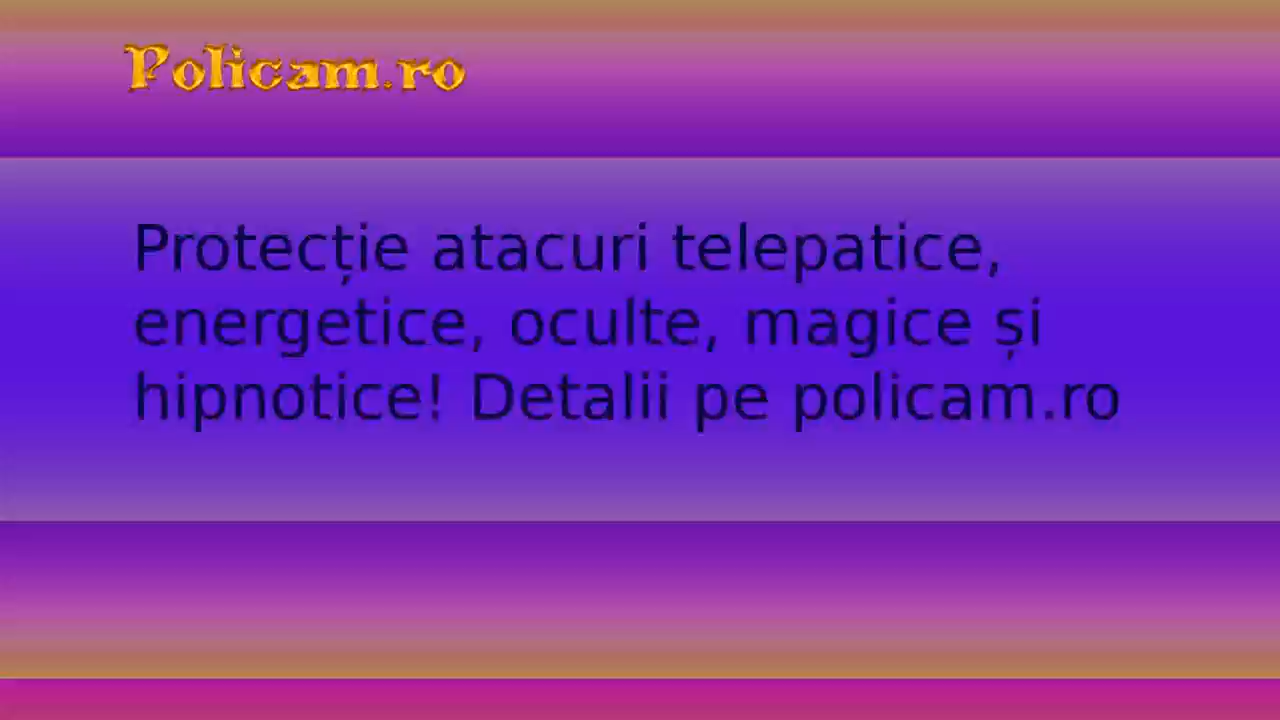 Policam.ro
Protecție atacuri telepatice,
energetice, oculte, magice și
hipnotice! Detalii pe policam.ro